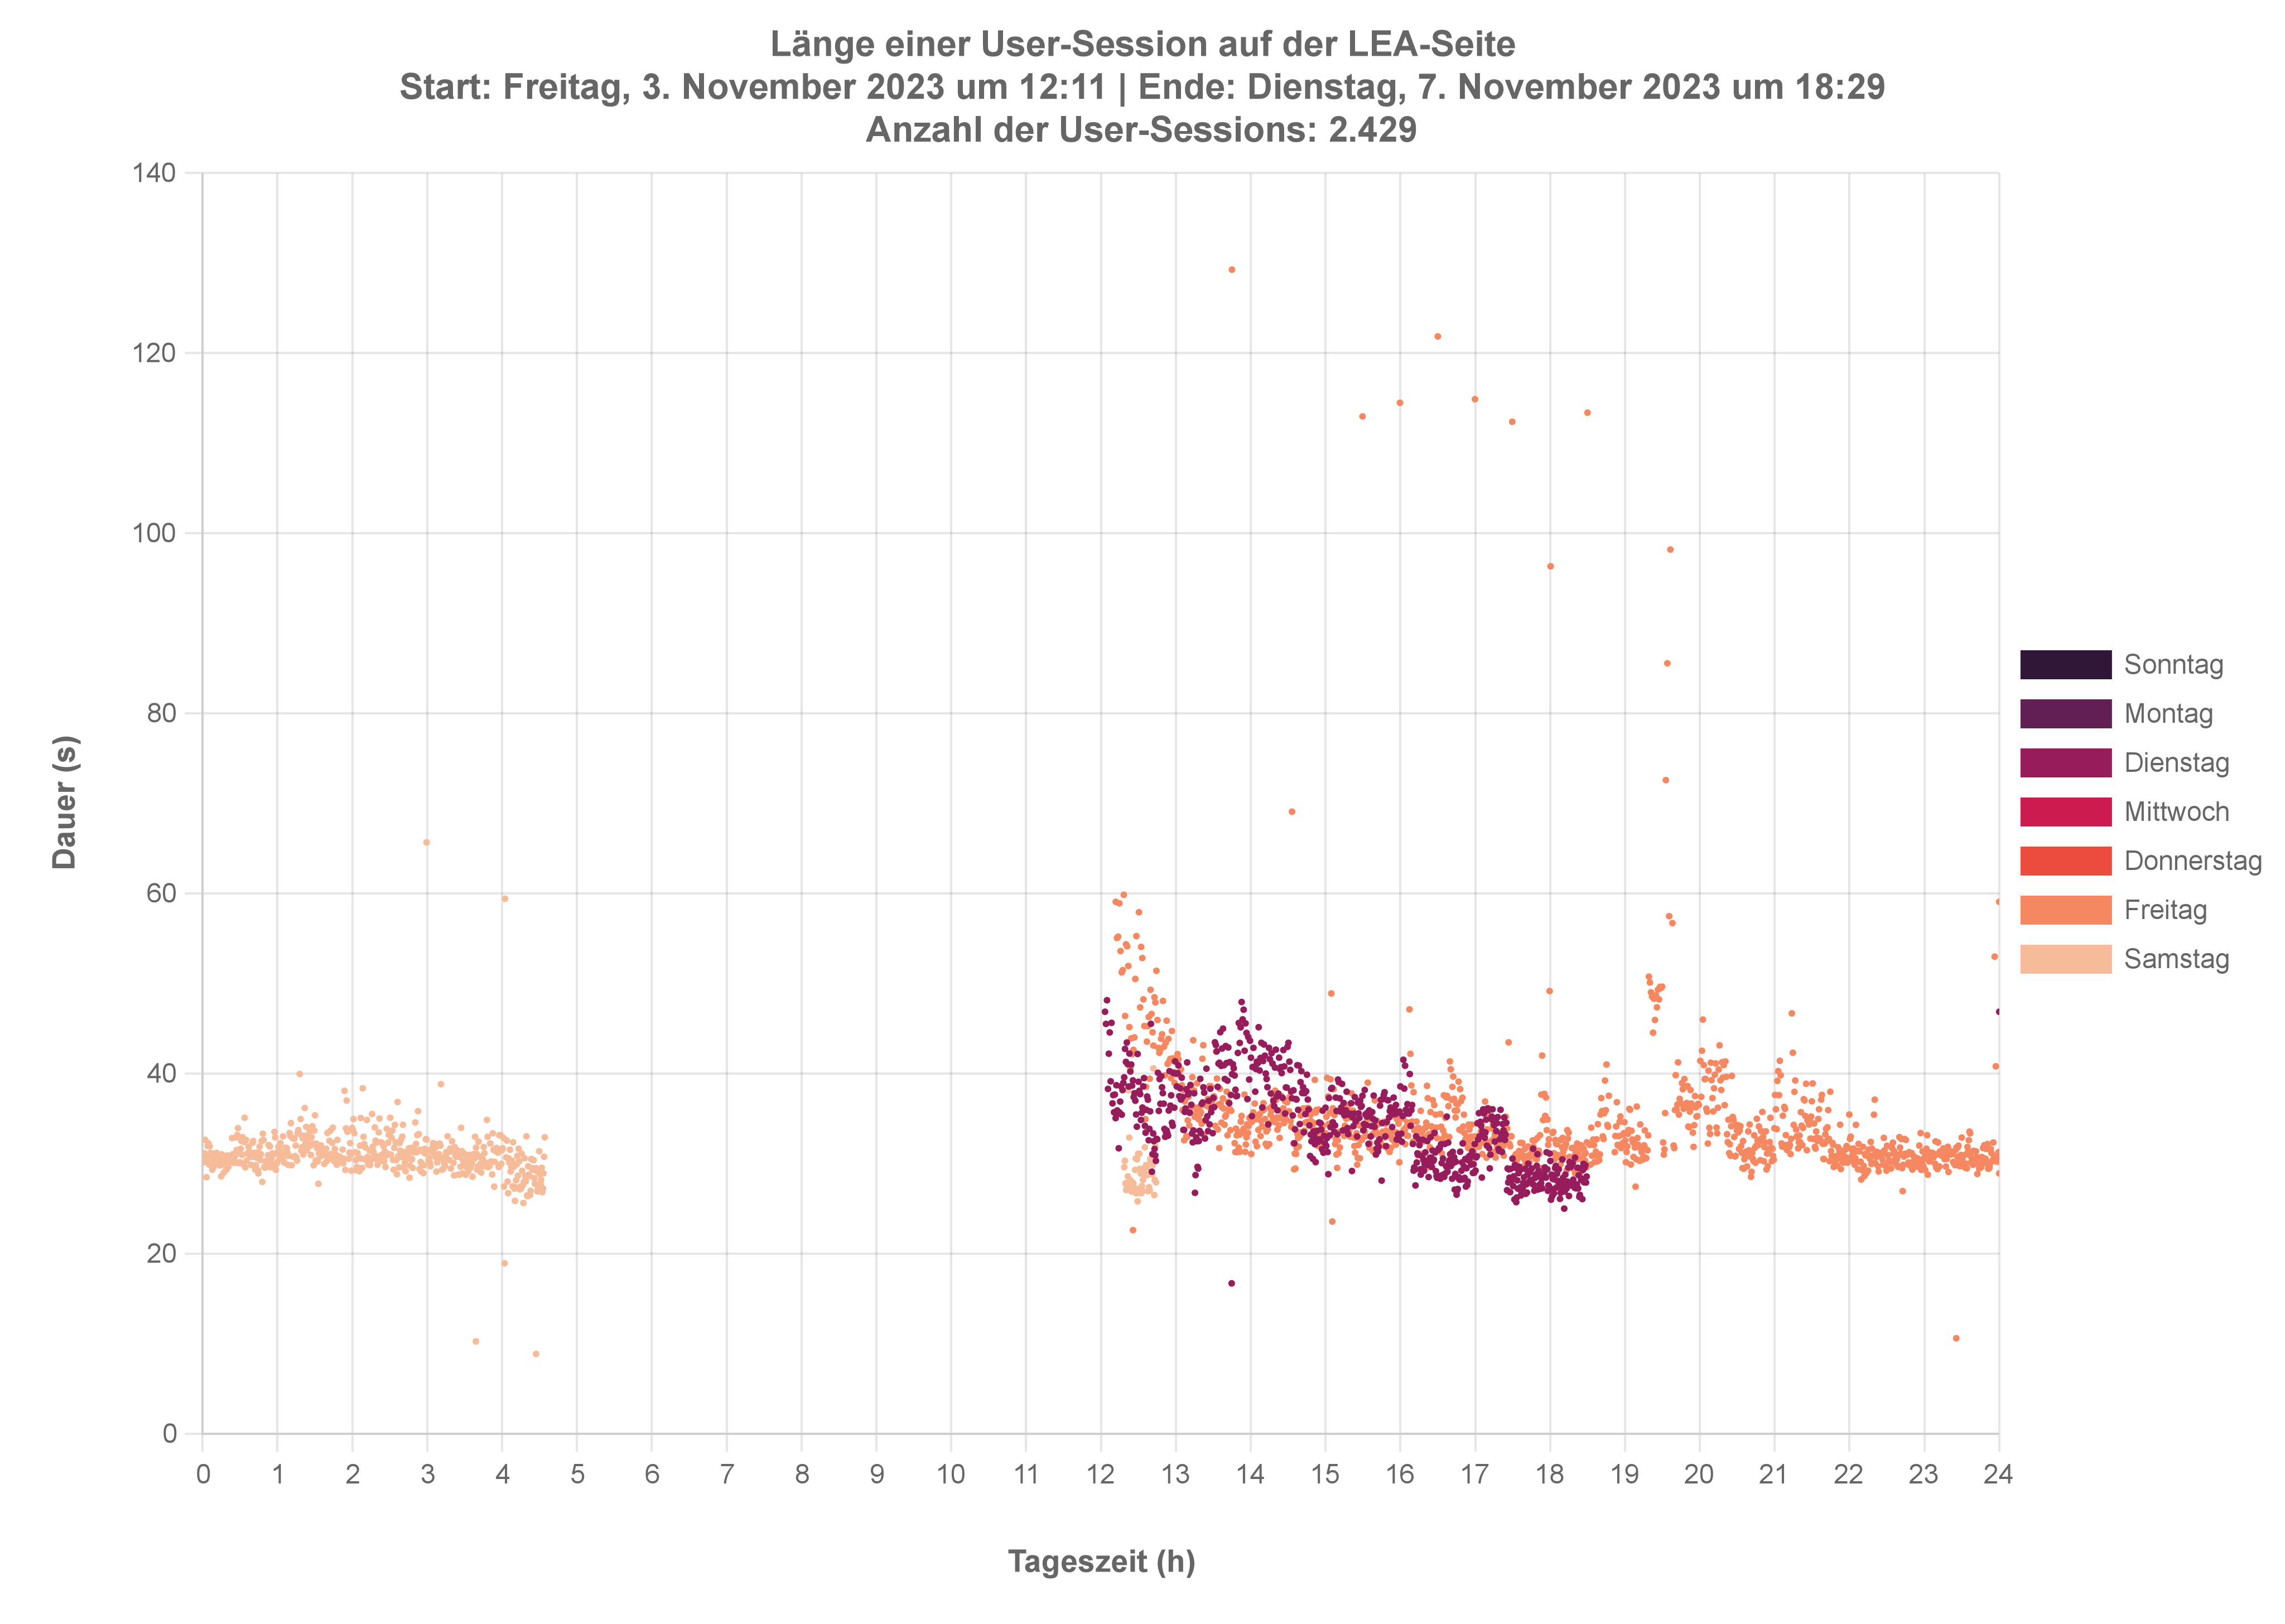 Länge einer User-Session auf der LEA-Seite
Start: Freitag, 3. November 2023 um 12:11 | Ende: Dienstag, 7. November 2023 um 18:29
Anzahl der User-Sessions: 2.429
140
120
100
80
60
40
20
0
Dauer (s)
0 1 2 3 4 5 6 7 8 9 10 11 12 13 14 15 16 17 18 19 20 21 22 23 24
Tageszeit (h)
Sonntag
Montag
Dienstag
Mittwoch
Donnerstag
Freitag
Samstag